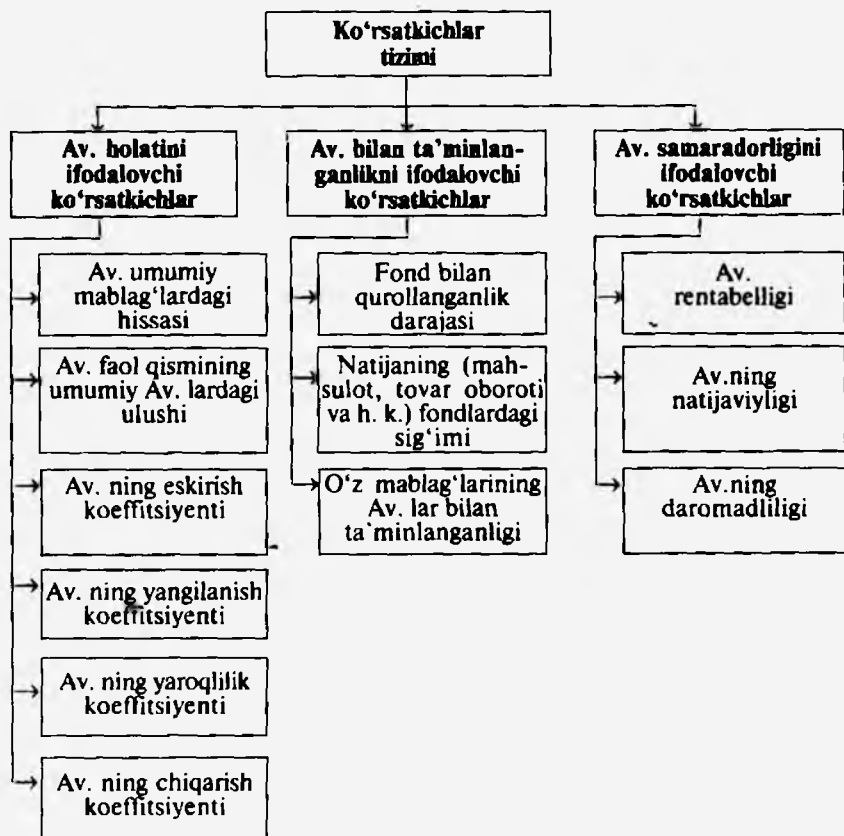 Ko‘rsatkichlar
tizimi
Av. holatini
ifodalovchi
ko‘rsatkichlar
Av. umumiy
mablag‘lardagi
hissasi
Av. faol qismining
umumiy Av. lardagi
ulushi
Av. ning eskirish
koeffitsiyenti
Av. ning yangilanish
koeffitsiyenti
Av. ning yaroqlilik
koeffitsiyenti
Av. ning chiqarish
koeffitsiyenti
Av. bilan ta’minlan-
ganlikni ifodalovchi
ko‘rsatkichlar
Fond bilan
qurollanganlik
darajasi
Natijaning (mah-
sulot, tovar oboroti
va h. k.) fondlardagi
sig‘imi
O‘z mablag‘larining
Av. lar bilan
ta`minlanganligi
Av. samaradorligini
ifodalovchi
ko‘rsatkichlar
Av.
rentabelligi
Av.ning
natijaviyligi
Av.ning
daromadliligi